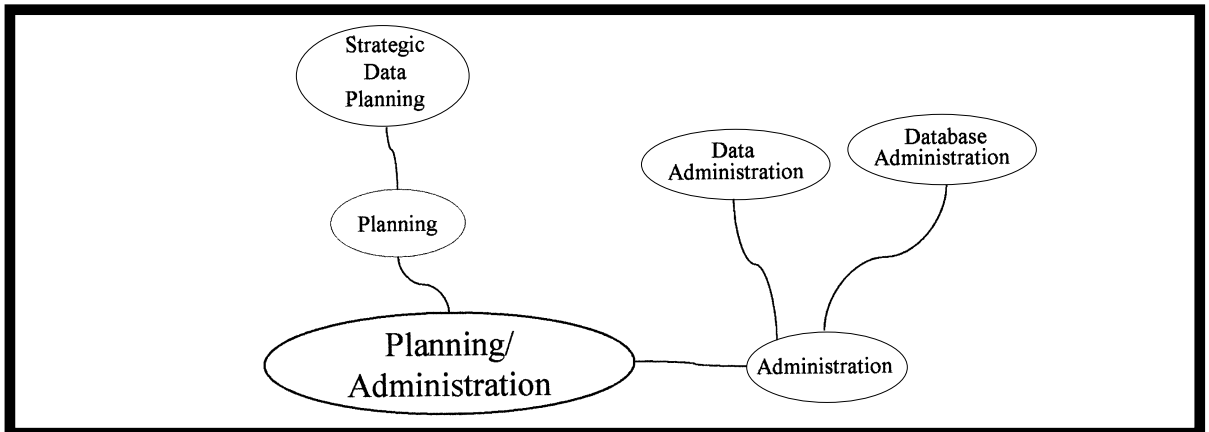 Strategic
Data
Planning
Planning
Data
Administration
Database
Administration
Planning/
Administration
Administration